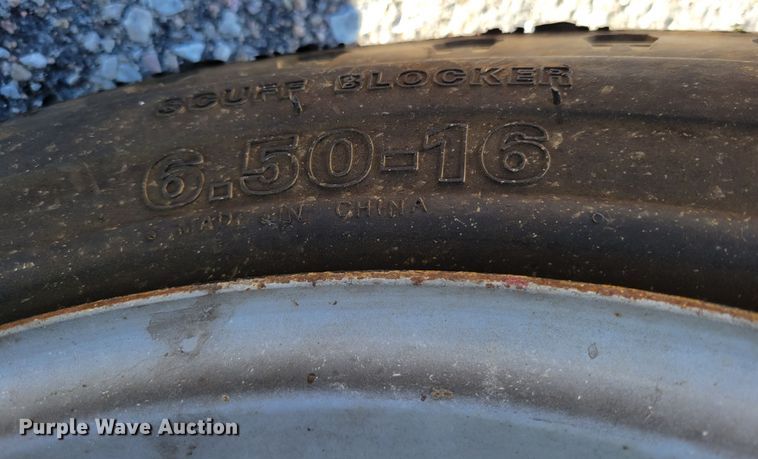 SCUFF BLOCKER
6.50-16
MADE IN CHINA
Purple Wave Auction